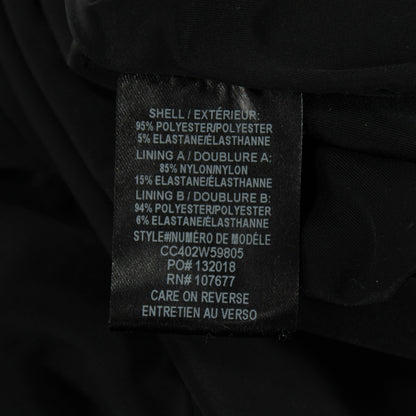 SHELL / EXTÉRIEUR:
95% POLYESTER/POLYESTER
5% ELASTANE/ÉLASTHANNE
LINING A / DOUBLURE A:
85% NYLON/NYLON
15% ELASTANE/ÉLASTHANNE
LINING B / DOUBLURE B:
94% POLYESTER/POLYESTER
6% ELASTANE/ÉLASTHANNE
STYLE#/NUMÉRO DE MODÈLE
CC402W59805
PO# 132018
RN# 107677
CARE ON REVERSE
ENTRETIEN AU VERSO